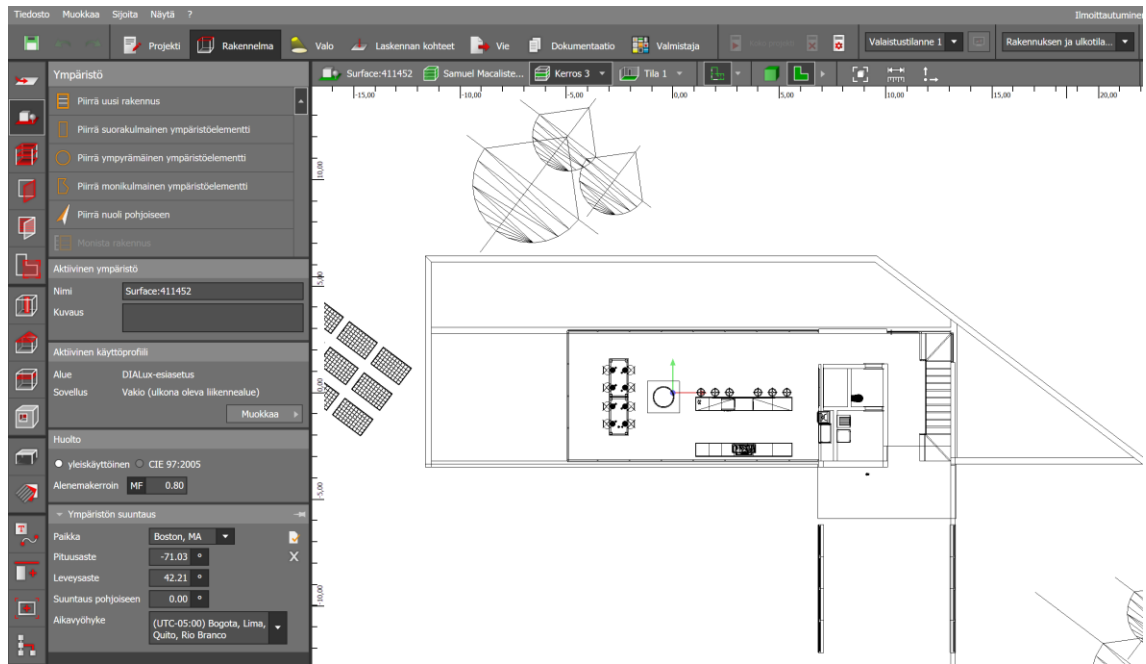 Tiedosto Muokkaa Sijoita Näytä ?
Ilmoittautuminen
Projekti Rakennelma Valo Laskennan kohteet Vie Dokumentaatio Valmistaja
Valaistustilanne 1 Rakennuksen ja ulkotila...
Ympäristö
Surface:411452 Samuel Macaliste... Kerros 3 Tila 1
-15,00 -10,00 -5,00 0,00 5,00 10,00 15,00 20,00
Piirrä uusi rakennus
Piirrä suorakulmainen ympäristöelementti
Piirrä ympyrämäinen ympäristöelementti
Piirrä monikulmainen ympäristöelementti
Piirrä nuoli pohjoiseen
Monista rakennus
10,00
5,00
0,00
-5,00
-10,00
Aktiivinen ympäristö
Nimi Surface:411452
Kuvaus
Aktiivinen käyttöprofiili
Alue DIALux-esiasetus
Sovellus Vakio (ulkona oleva liikennealue)
Muokkaa
Huolto
yleiskäyttöinen CIE 97:2005
Alenemakerroin MF 0.80
Ympäristön suuntaus
Paikka Boston, MA
Pituusaste -71.03 °
Leveysaste 42.21 °
Suuntaus pohjoiseen 0.00 °
Aikavyöhyke (UTC-05:00) Bogota, Lima,
Quito, Rio Branco